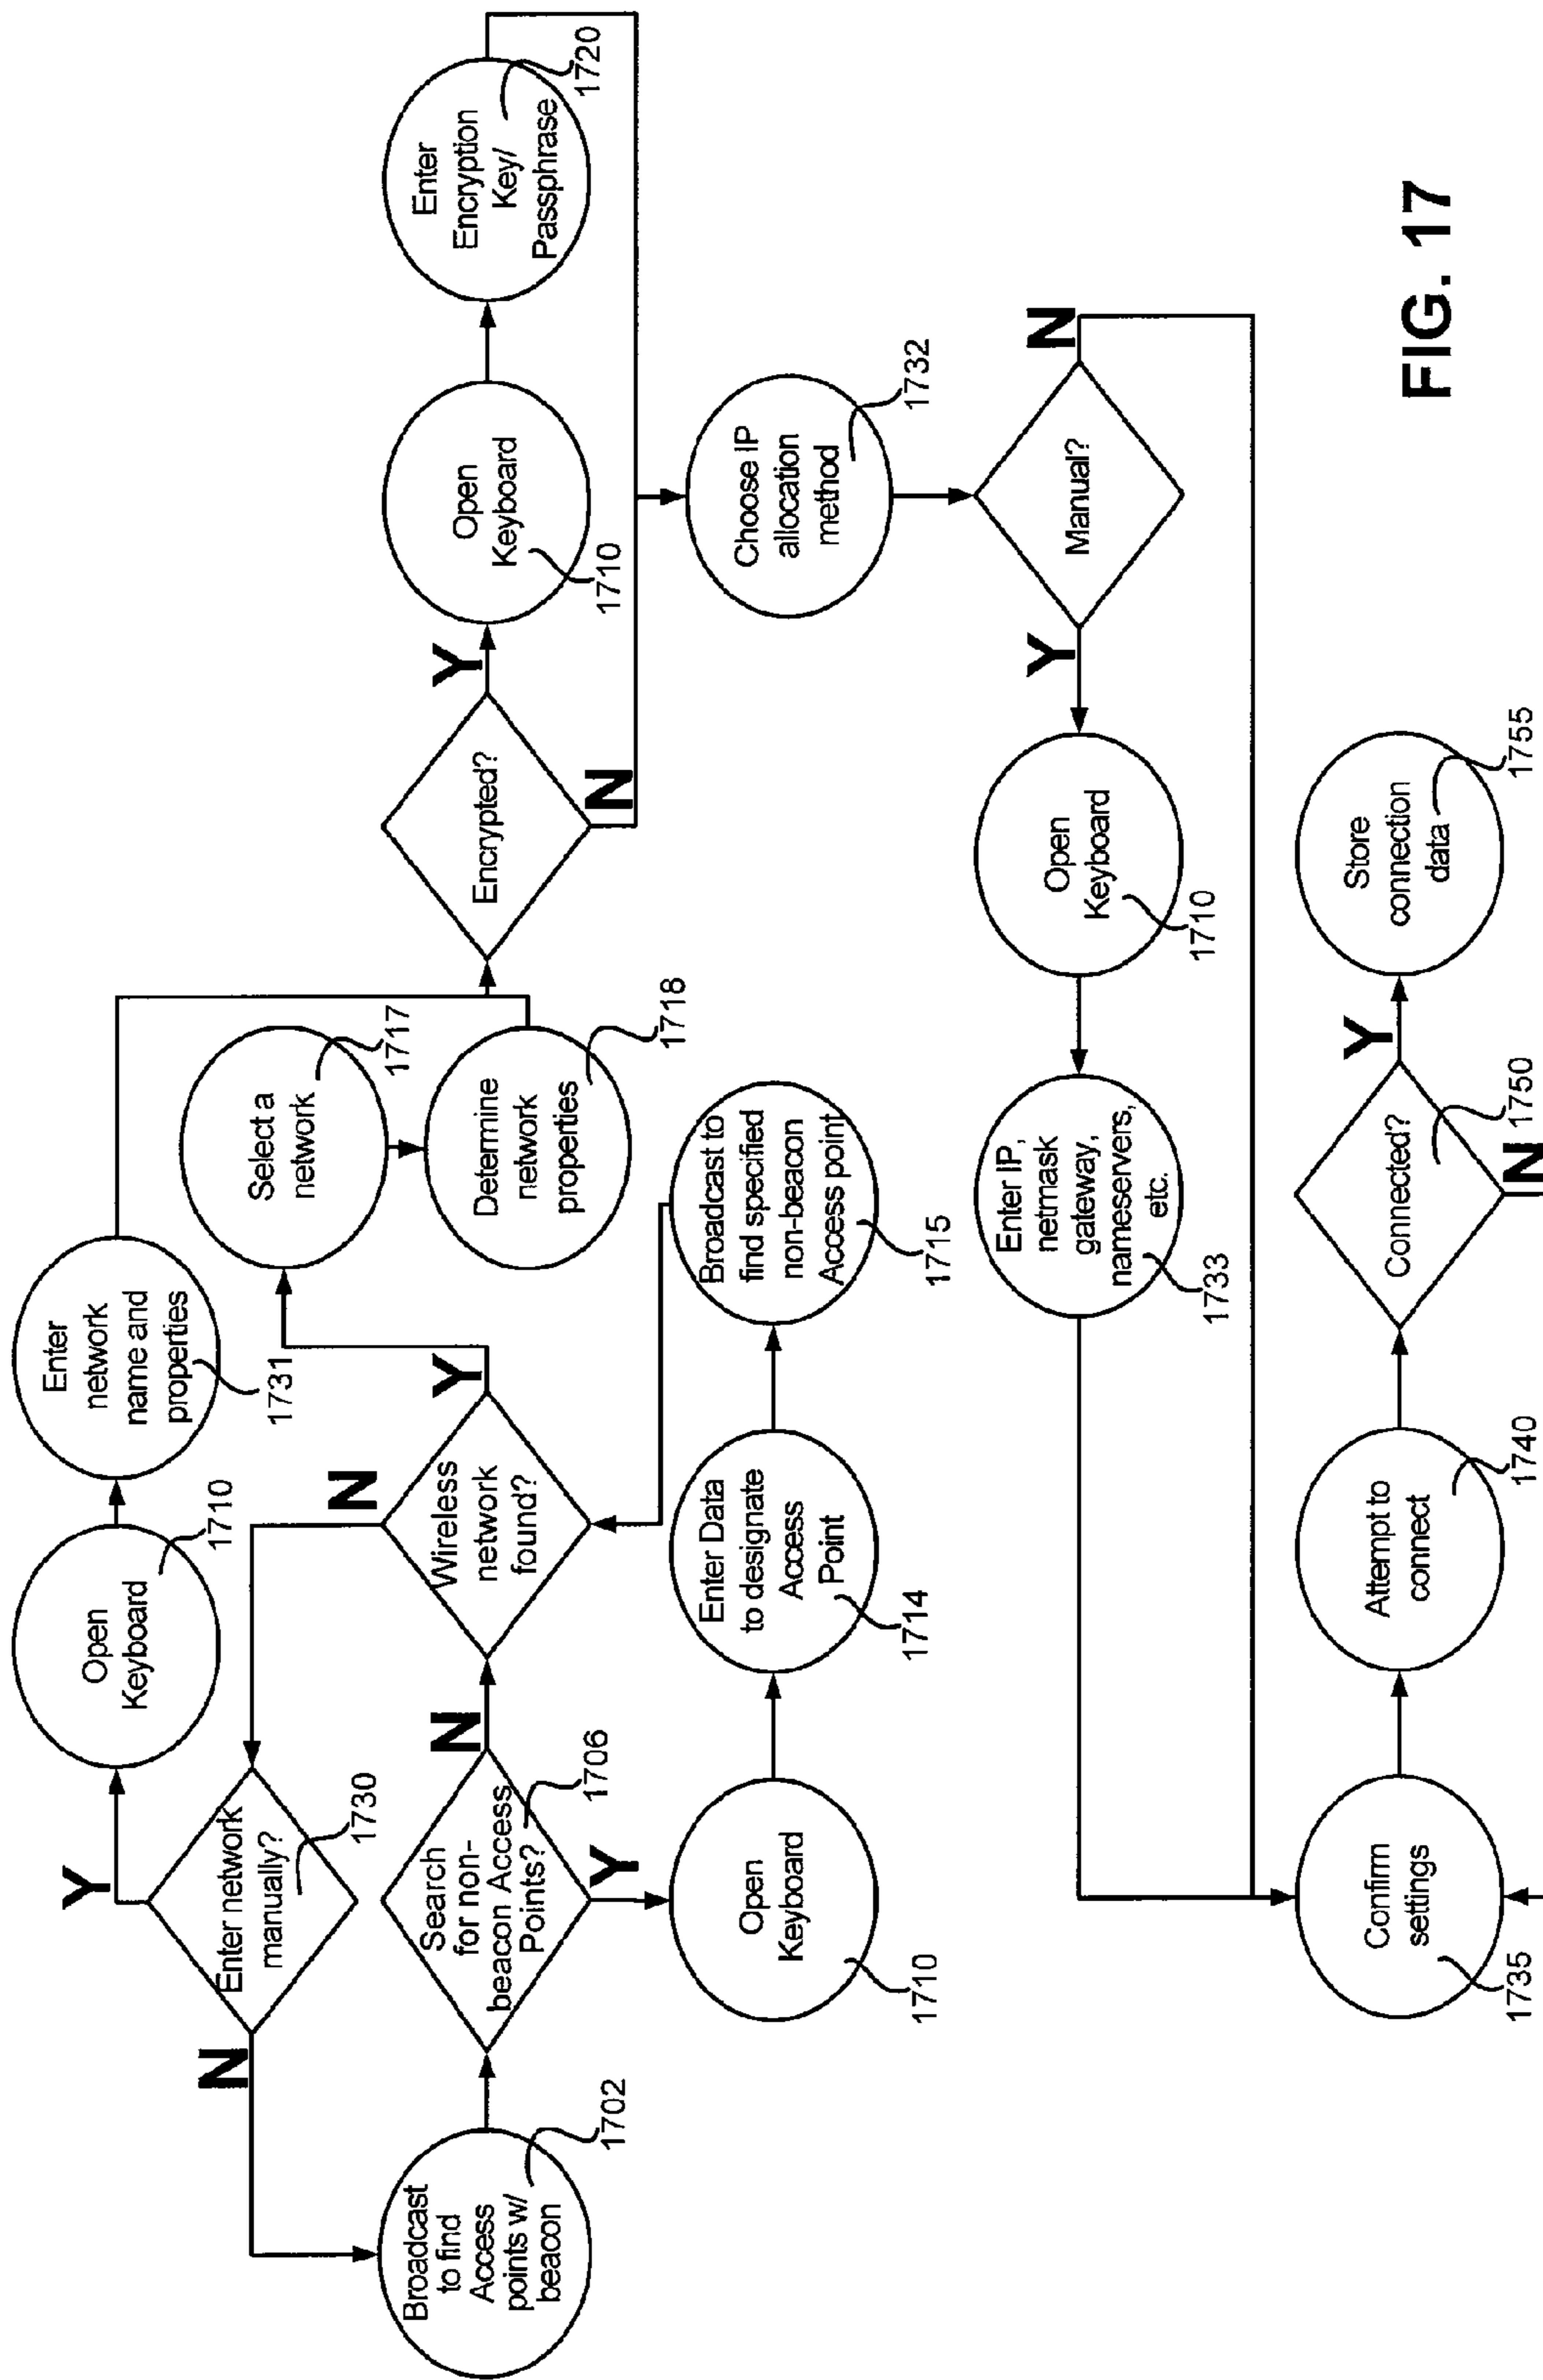 Y
Enter network
manually?
1730
N
Open
Keyboard
1710
Enter
network
name and
properties
1731
Broadcast
to find
Access
points w/
beacon
1702
Search
for non-
beacon Access
Points?
1706
N
Y
Wireless
network
found?
N
Y
Select a
network
1717
Determine
network
properties
1718
Encrypted?
Y
N
Open
Keyboard
1710
Enter
Encryption
Key/
Passphrase
1720
Open
Keyboard
1710
Enter Data
to designate
Access
Point
1714
Broadcast to
find specified
non-beacon
Access point
1715
Choose IP
allocation
method
1732
Manual?
Y
N
Open
Keyboard
1710
Enter IP,
netmask
gateway,
nameservers,
etc.
1733
Confirm
settings
1735
Attempt to
connect
1740
Connected?
1750
Y
N
Store
connection
data
1755
FIG. 17